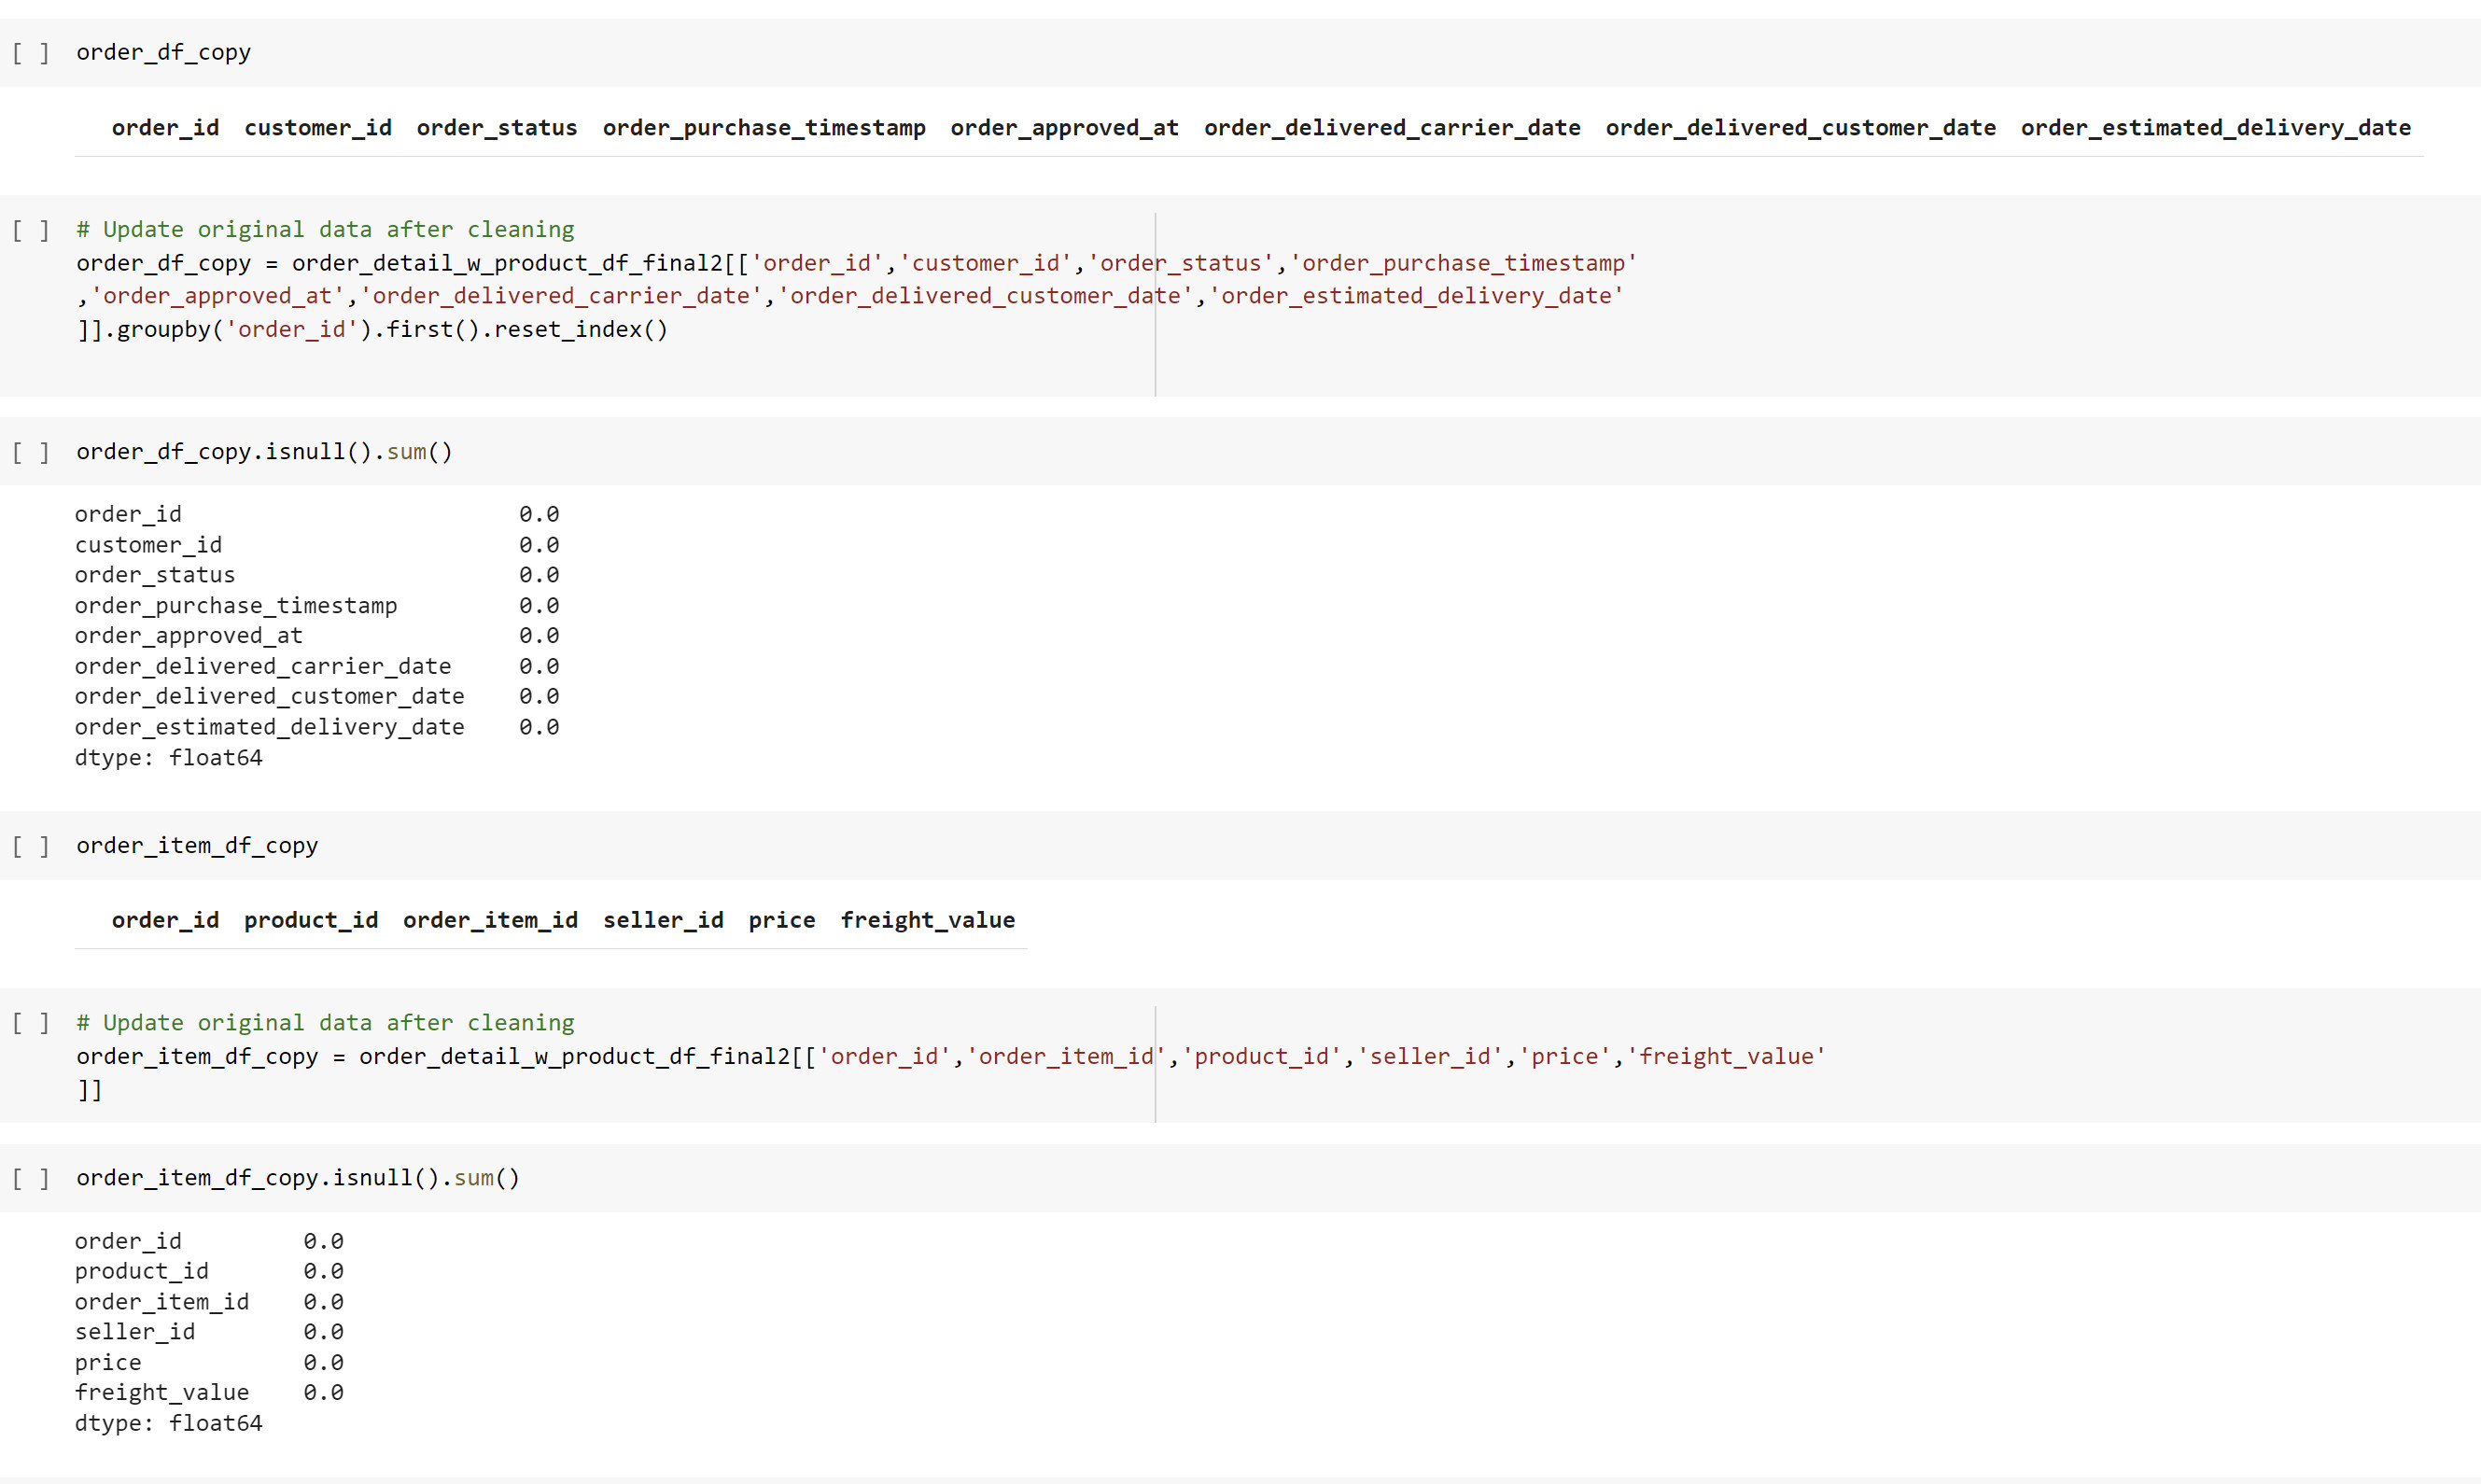 [ ] order_df_copy
order_id customer_id order_status order_purchase_timestamp order_approved_at order_delivered_carrier_date order_delivered_customer_date order_estimated_delivery_date
[ ] # Update original data after cleaning
order_df_copy = order_detail_w_product_df_final2[['order_id','customer_id','order_status','order_purchase_timestamp'
,'order_approved_at','order_delivered_carrier_date','order_delivered_customer_date','order_estimated_delivery_date'
]].groupby('order_id').first().reset_index()
[ ] order_df_copy.isnull().sum()
order_id 0.0
customer_id 0.0
order_status 0.0
order_purchase_timestamp 0.0
order_approved_at 0.0
order_delivered_carrier_date 0.0
order_delivered_customer_date 0.0
order_estimated_delivery_date 0.0
dtype: float64
[ ] order_item_df_copy
order_id product_id order_item_id seller_id price freight_value
[ ] # Update original data after cleaning
order_item_df_copy = order_detail_w_product_df_final2[['order_id','order_item_id','product_id','seller_id','price','freight_value'
]]
[ ] order_item_df_copy.isnull().sum()
order_id 0.0
product_id 0.0
order_item_id 0.0
seller_id 0.0
price 0.0
freight_value 0.0
dtype: float64